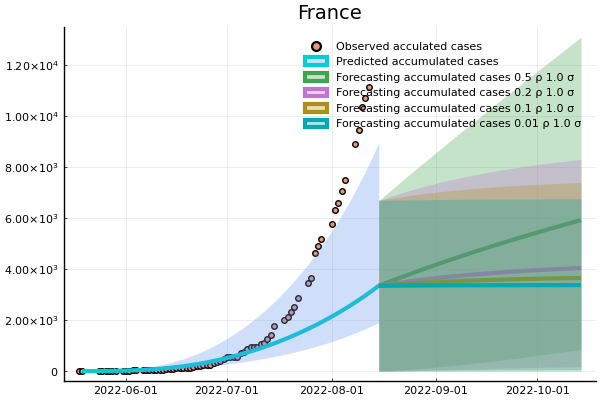 France
Observed acculated cases
Predicted accumulated cases
Forecasting accumulated cases 0.5 ρ 1.0 σ
Forecasting accumulated cases 0.2 ρ 1.0 σ
Forecasting accumulated cases 0.1 ρ 1.0 σ
Forecasting accumulated cases 0.01 ρ 1.0 σ
1.20×10⁴
1.00×10⁴
8.00×10³
6.00×10³
4.00×10³
2.00×10³
0
2022-06-01 2022-07-01 2022-08-01 2022-09-01 2022-10-01